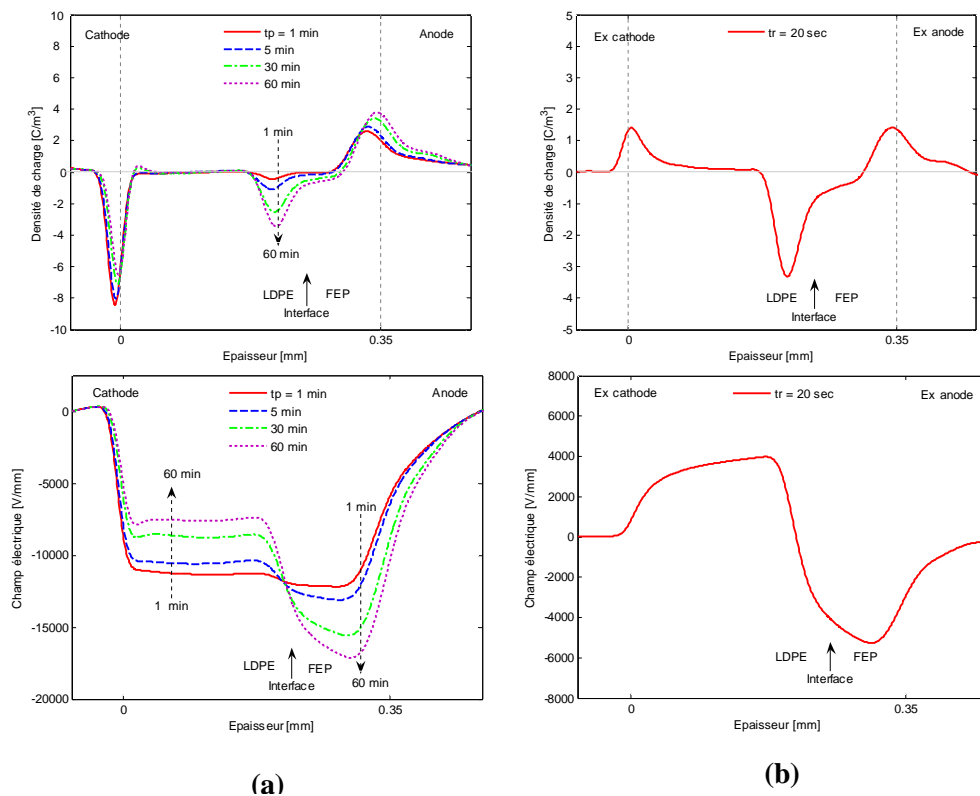 10
8
6
4
2
0
-2
-4
-6
-8
-10
Densité de charge [C/m³]
Cathode
Anode
tp = 1 min
5 min
30 min
60 min
1 min
60 min
LDPE
FEP
Interface
0
0.35
Epaisseur [mm]
5
4
3
2
1
0
-1
-2
-3
-4
-5
Densité de charge [C/m³]
Ex cathode
tr = 20 sec
Ex anode
LDPE
FEP
Interface
0
0.35
Epaisseur [mm]
0
-5000
-10000
-15000
-20000
Champ électrique [V/mm]
Cathode
Anode
tp = 1 min
5 min
30 min
60 min
60 min
1 min
1 min
60 min
LDPE
FEP
Interface
0
0.35
Epaisseur [mm]
8000
6000
4000
2000
0
-2000
-4000
-6000
-8000
Champ électrique [V/mm]
Ex cathode
tr = 20 sec
Ex anode
LDPE
FEP
Interface
0
0.35
Epaisseur [mm]
(a)
(b)